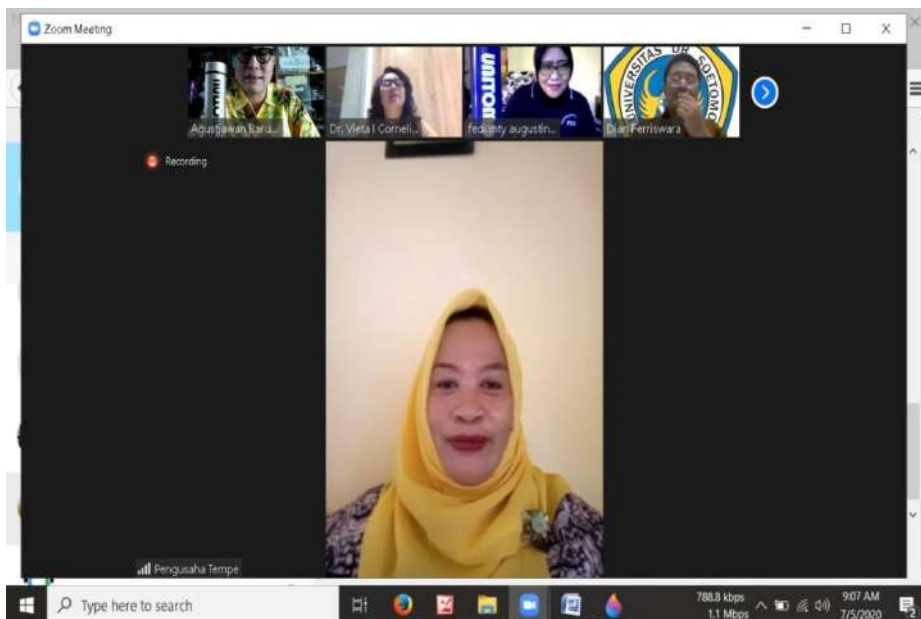 Zoom Meeting
Agustiawan Baru...
Dr. Vieta I Corneli...
fedianty augustin...
UNIVERSITAS DR SOETOMO
Dian Ferriswara
Recording
Pengusaha Tempe
Type here to search
788.8 kbps
1.1 Mbps
9:07 AM
7/5/2020
2